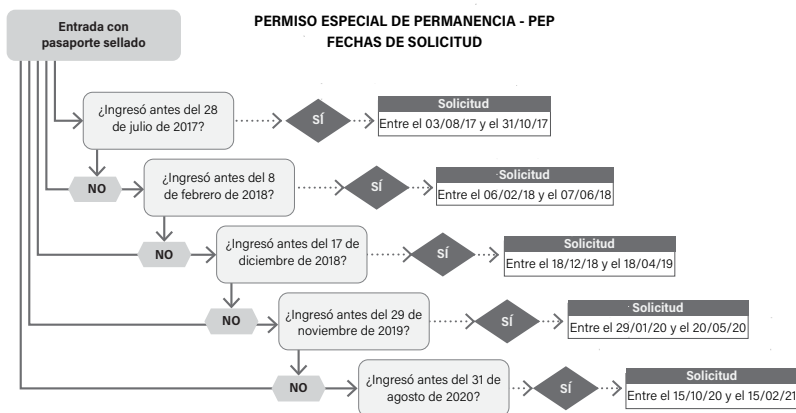 PERMISO ESPECIAL DE PERMANENCIA - PEP
FECHAS DE SOLICITUD
Entrada con
pasaporte sellado
¿Ingresó antes del 28
de julio de 2017?
SÍ
Solicitud
Entre el 03/08/17 y el 31/10/17
NO
¿Ingresó antes del 8
de febrero de 2018?
SÍ
Solicitud
Entre el 06/02/18 y el 07/06/18
NO
¿Ingresó antes del 17 de
diciembre de 2018?
SÍ
Solicitud
Entre el 18/12/18 y el 18/04/19
NO
¿Ingresó antes del 29 de
noviembre de 2019?
SÍ
Solicitud
Entre el 29/01/20 y el 20/05/20
NO
¿Ingresó antes del 31 de
agosto de 2020?
SÍ
Solicitud
Entre el 15/10/20 y el 15/02/21